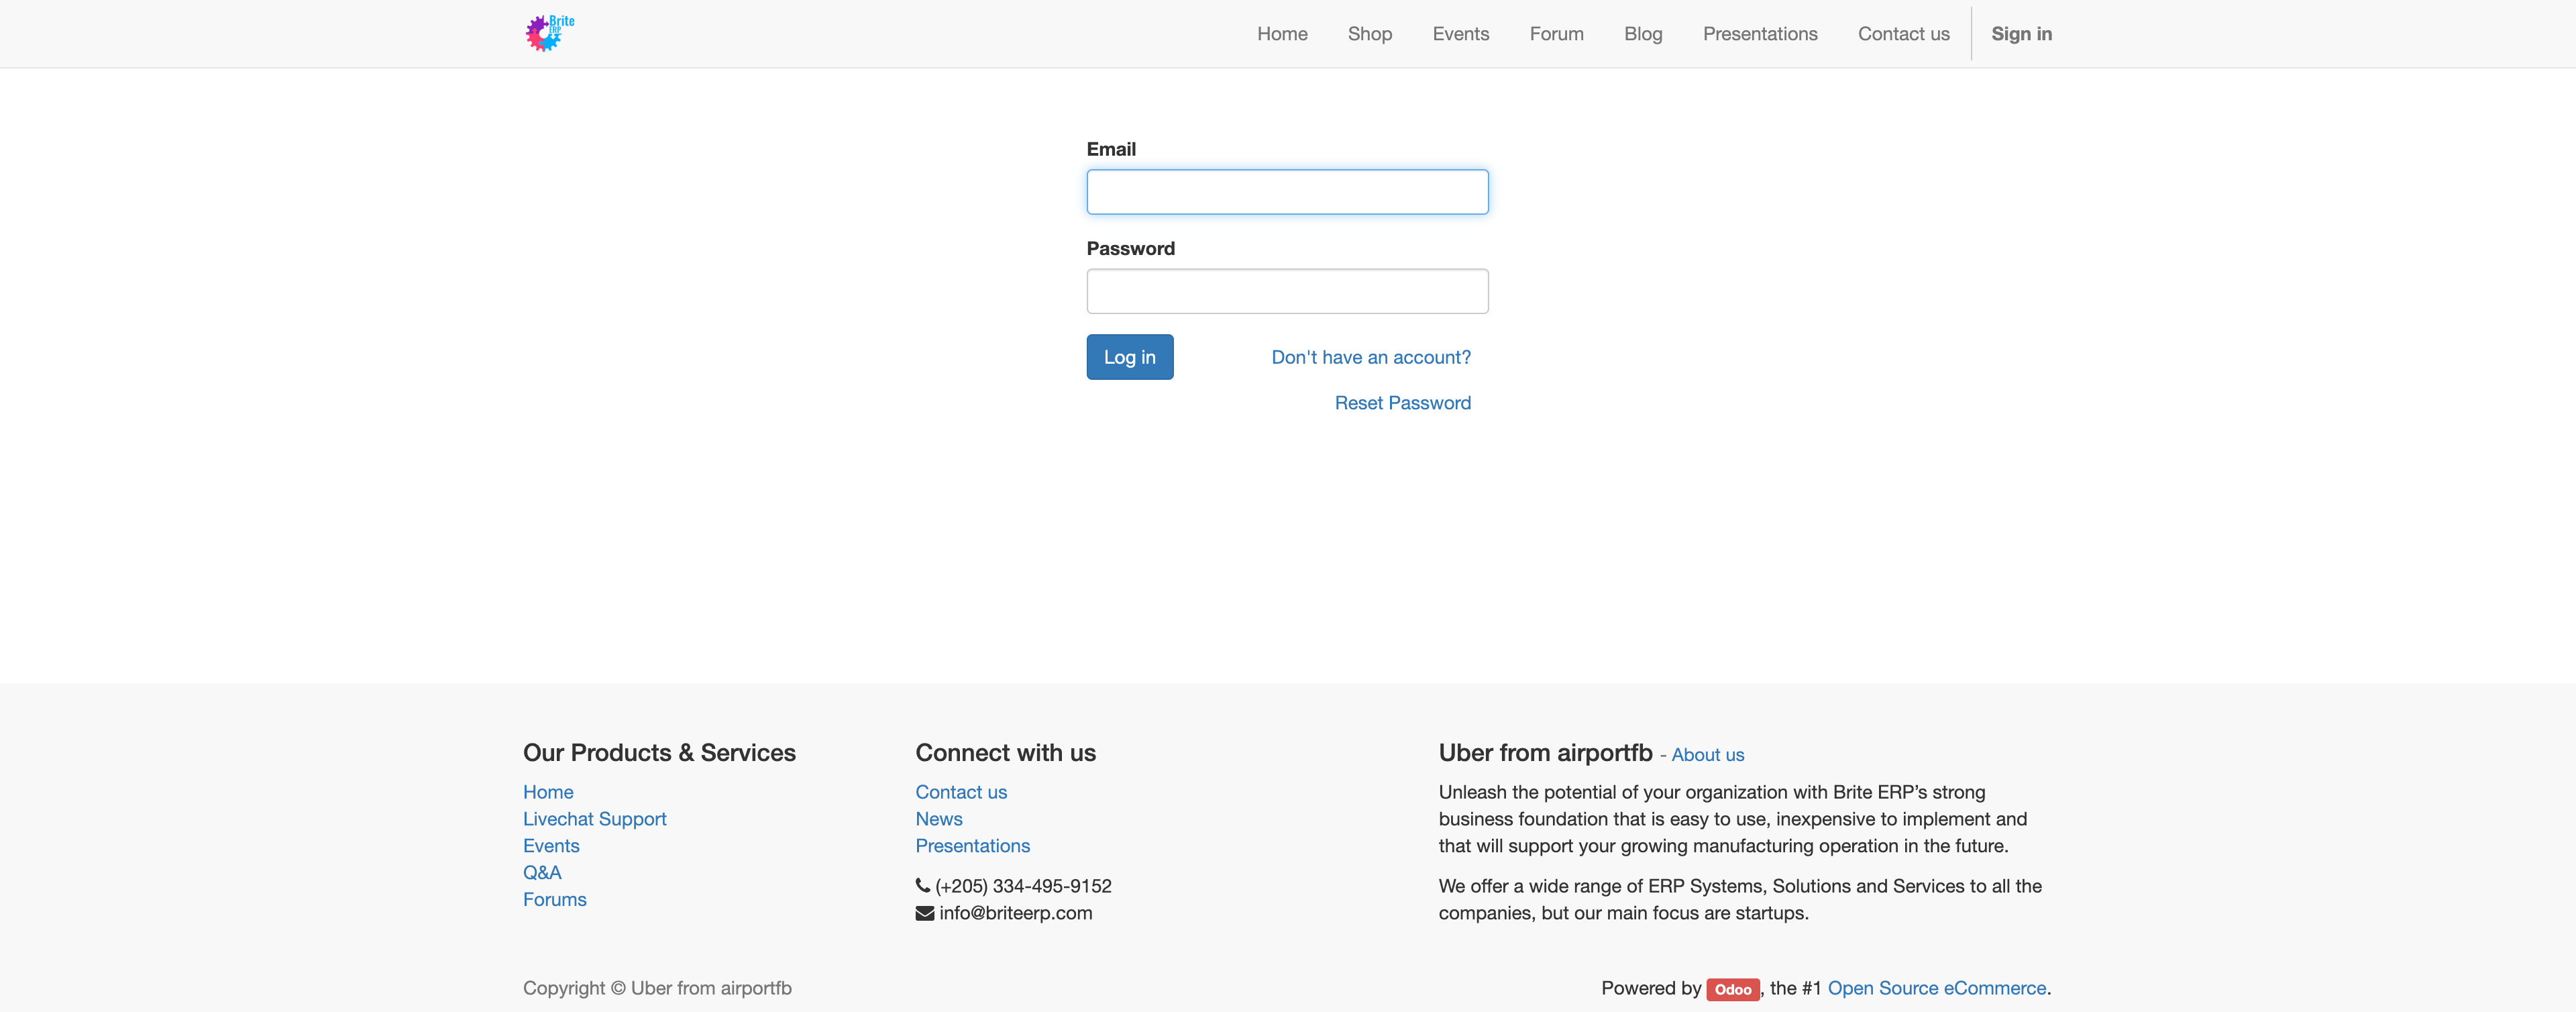 Brite
ERP
Home Shop Events Forum Blog Presentations Contact us Sign in
Email
Password
Log in Don't have an account?
Reset Password
Our Products & Services
Home
Livechat Support
Events
Q&A
Forums
Connect with us
Contact us
News
Presentations
(+205) 334-495-9152
info@briteerp.com
Uber from airportfb - About us
Unleash the potential of your organization with Brite ERP’s strong
business foundation that is easy to use, inexpensive to implement and
that will support your growing manufacturing operation in the future.
We offer a wide range of ERP Systems, Solutions and Services to all the
companies, but our main focus are startups.
Copyright © Uber from airportfb
Powered by Odoo, the #1 Open Source eCommerce.